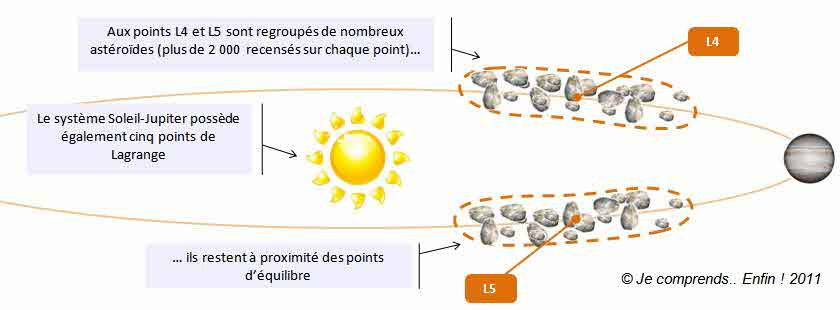 Aux points L4 et L5 sont regroupés de nombreux
astéroïdes (plus de 2 000 recensés sur chaque point)…
L4
Le système Soleil-Jupiter possède
également cinq points de
Lagrange
… ils restent à proximité des points
d’équilibre
L5
© Je comprends.. Enfin ! 2011